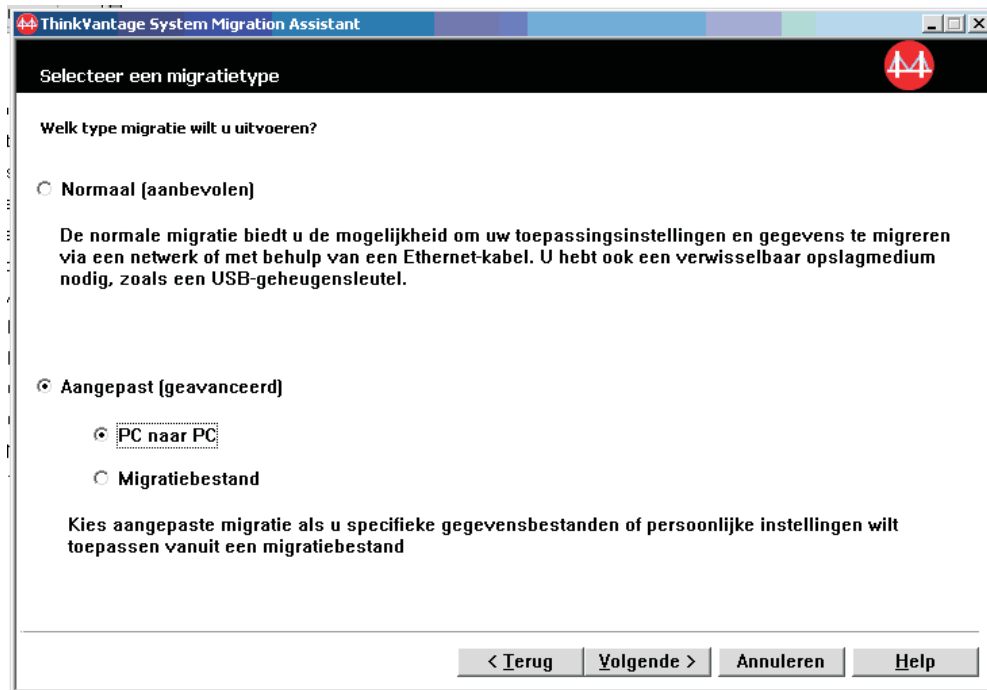 ThinkVantage System Migration Assistant
Selecteer een migratietype
Welk type migratie wilt u uitvoeren?
Normaal (aanbevolen)
De normale migratie biedt u de mogelijkheid om uw toepassingsinstellingen en gegevens te migreren
via een netwerk of met behulp van een Ethernet-kabel. U hebt ook een verwisselbaar opslagmedium
nodig, zoals een USB-geheugensleutel.
Aangepast (geavanceerd)
PC naar PC
Migratiebestand
Kies aangepaste migratie als u specifieke gegevensbestanden of persoonlijke instellingen wilt
toepassen vanuit een migratiebestand
< Terug
Volgende >
Annuleren
Help